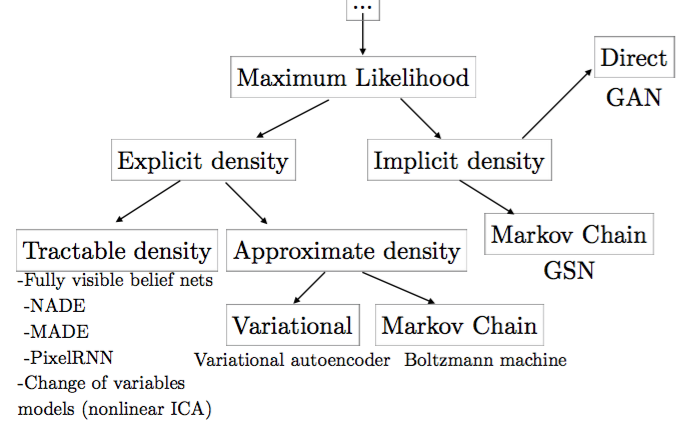 ...
Maximum Likelihood
Direct
GAN
Explicit density
Implicit density
Tractable density
-Fully visible belief nets
-NADE
-MADE
-PixelRNN
-Change of variables
models (nonlinear ICA)
Approximate density
Variational
Variational autoencoder
Markov Chain
Boltzmann machine
Markov Chain
GSN